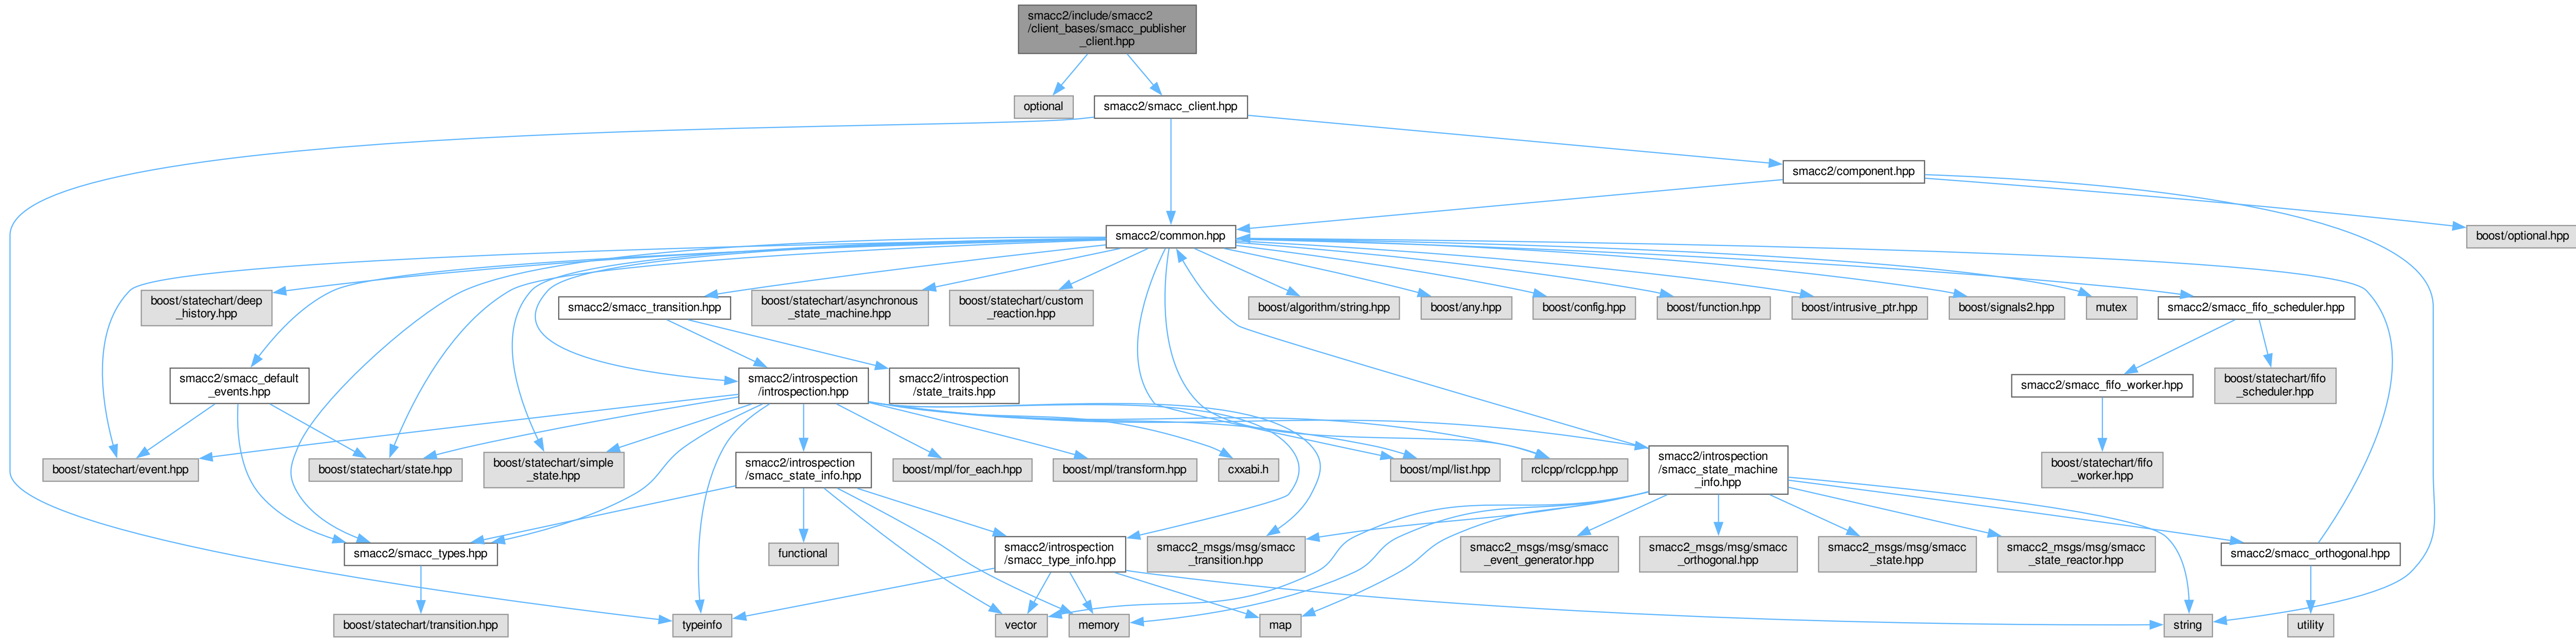 smacc2/include/smacc2
/client_bases/smacc_publisher
_client.hpp
optional
smacc2/smacc_client.hpp
smacc2/component.hpp
smacc2/common.hpp
boost/optional.hpp
boost/statechart/deep
_history.hpp
smacc2/smacc_transition.hpp
boost/statechart/asynchronous
_state_machine.hpp
boost/statechart/custom
_reaction.hpp
boost/algorithm/string.hpp
boost/any.hpp
boost/config.hpp
boost/function.hpp
boost/intrusive_ptr.hpp
boost/signals2.hpp
mutex
smacc2/smacc_fifo_scheduler.hpp
smacc2/smacc_default
_events.hpp
smacc2/introspection
/introspection.hpp
smacc2/introspection
/state_traits.hpp
smacc2/smacc_fifo_worker.hpp
boost/statechart/fifo
_scheduler.hpp
boost/statechart/event.hpp
boost/statechart/state.hpp
boost/statechart/simple
_state.hpp
smacc2/introspection
/smacc_state_info.hpp
boost/mpl/for_each.hpp
boost/mpl/transform.hpp
cxxabi.h
boost/mpl/list.hpp
rclcpp/rclcpp.hpp
smacc2/introspection
/smacc_state_machine
_info.hpp
boost/statechart/fifo
_worker.hpp
smacc2/smacc_types.hpp
functional
smacc2/introspection
/smacc_type_info.hpp
smacc2_msgs/msg/smacc
_transition.hpp
smacc2_msgs/msg/smacc
_event_generator.hpp
smacc2_msgs/msg/smacc
_orthogonal.hpp
smacc2_msgs/msg/smacc
_state.hpp
smacc2_msgs/msg/smacc
_state_reactor.hpp
smacc2/smacc_orthogonal.hpp
boost/statechart/transition.hpp
typeinfo
vector
memory
map
string
utility